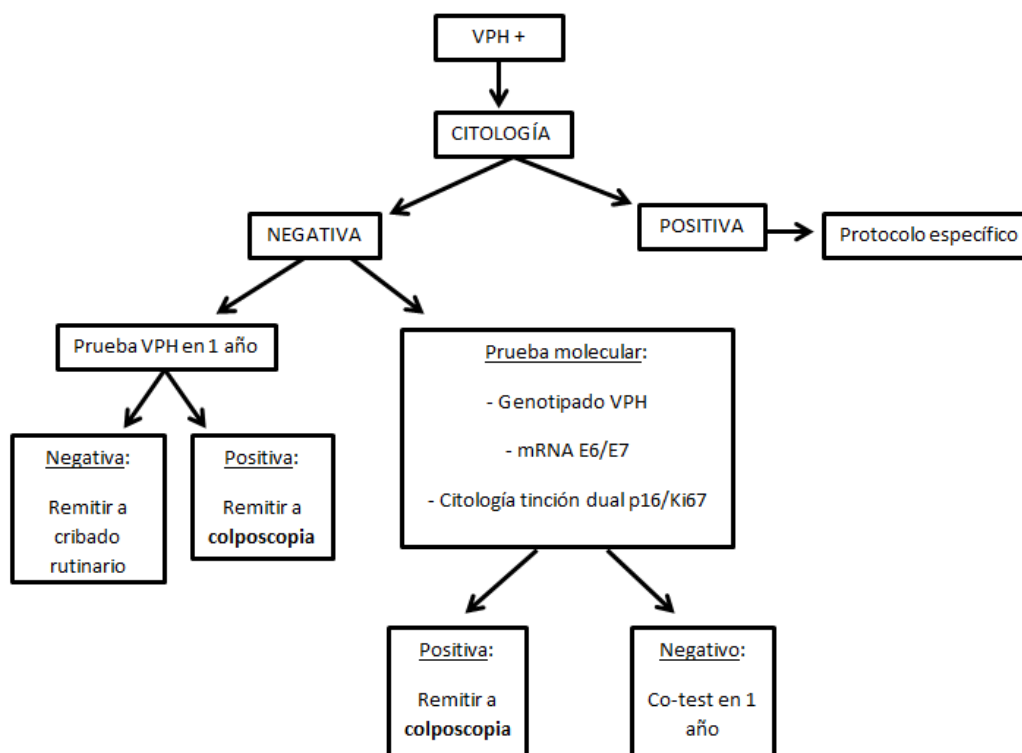 VPH +
CITOLOGÍA
NEGATIVA
POSITIVA
Protocolo específico
Prueba VPH en 1 año
Prueba molecular:
- Genotipado VPH
- mRNA E6/E7
- Citología tinción dual p16/Ki67
Negativa:
Remitir a
cribado
rutinario
Positiva:
Remitir a
colposcopia
Positiva:
Remitir a
colposcopia
Negativo:
Co-test en 1
año